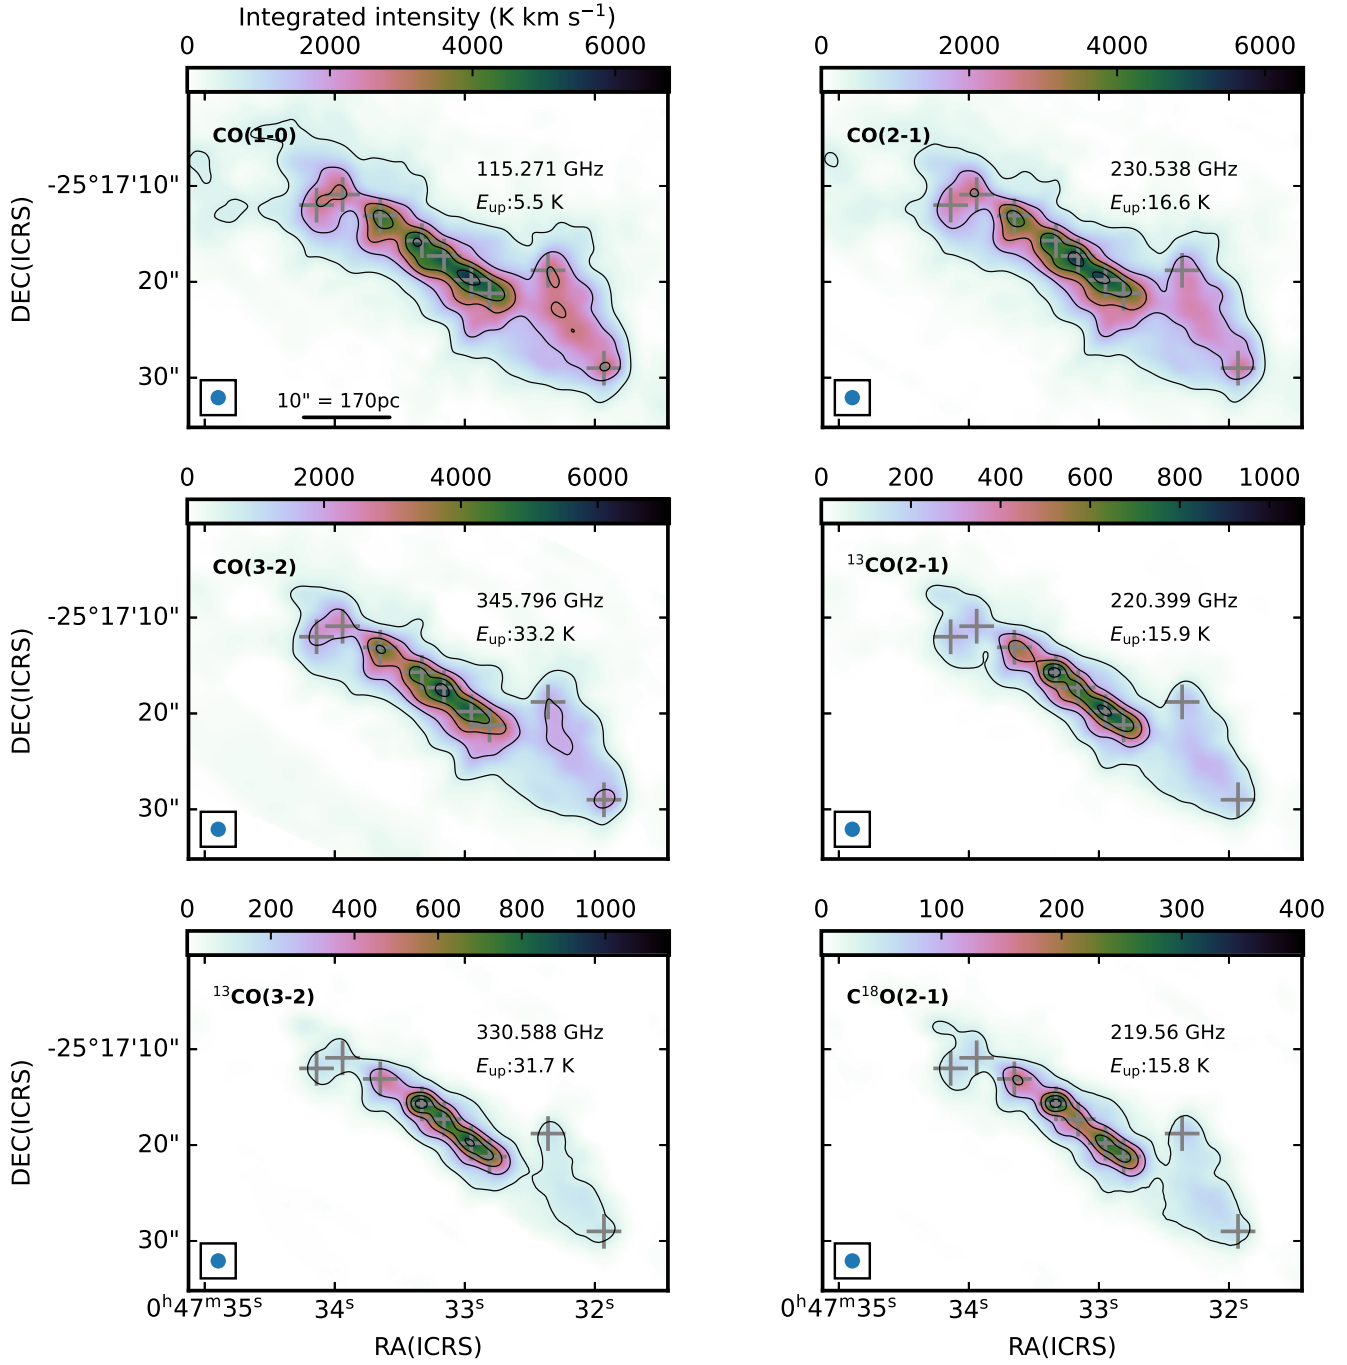 Integrated intensity (K km s⁻¹)
0 2000 4000 6000
0 2000 4000 6000
CO(1-0)
115.271 GHz
Eup:5.5 K
CO(2-1)
230.538 GHz
Eup:16.6 K
DEC(ICRS)
-25°17'10"
20"
30"
10" = 170pc
0 2000 4000 6000
0 200 400 600 800 1000
CO(3-2)
345.796 GHz
Eup:33.2 K
¹³CO(2-1)
220.399 GHz
Eup:15.9 K
DEC(ICRS)
-25°17'10"
20"
30"
0 200 400 600 800 1000
0 100 200 300 400
¹³CO(3-2)
330.588 GHz
Eup:31.7 K
C¹⁸O(2-1)
219.56 GHz
Eup:15.8 K
DEC(ICRS)
-25°17'10"
20"
30"
0ʰ47ᵐ35ˢ 34ˢ 33ˢ 32ˢ
0ʰ47ᵐ35ˢ 34ˢ 33ˢ 32ˢ
RA(ICRS)
RA(ICRS)